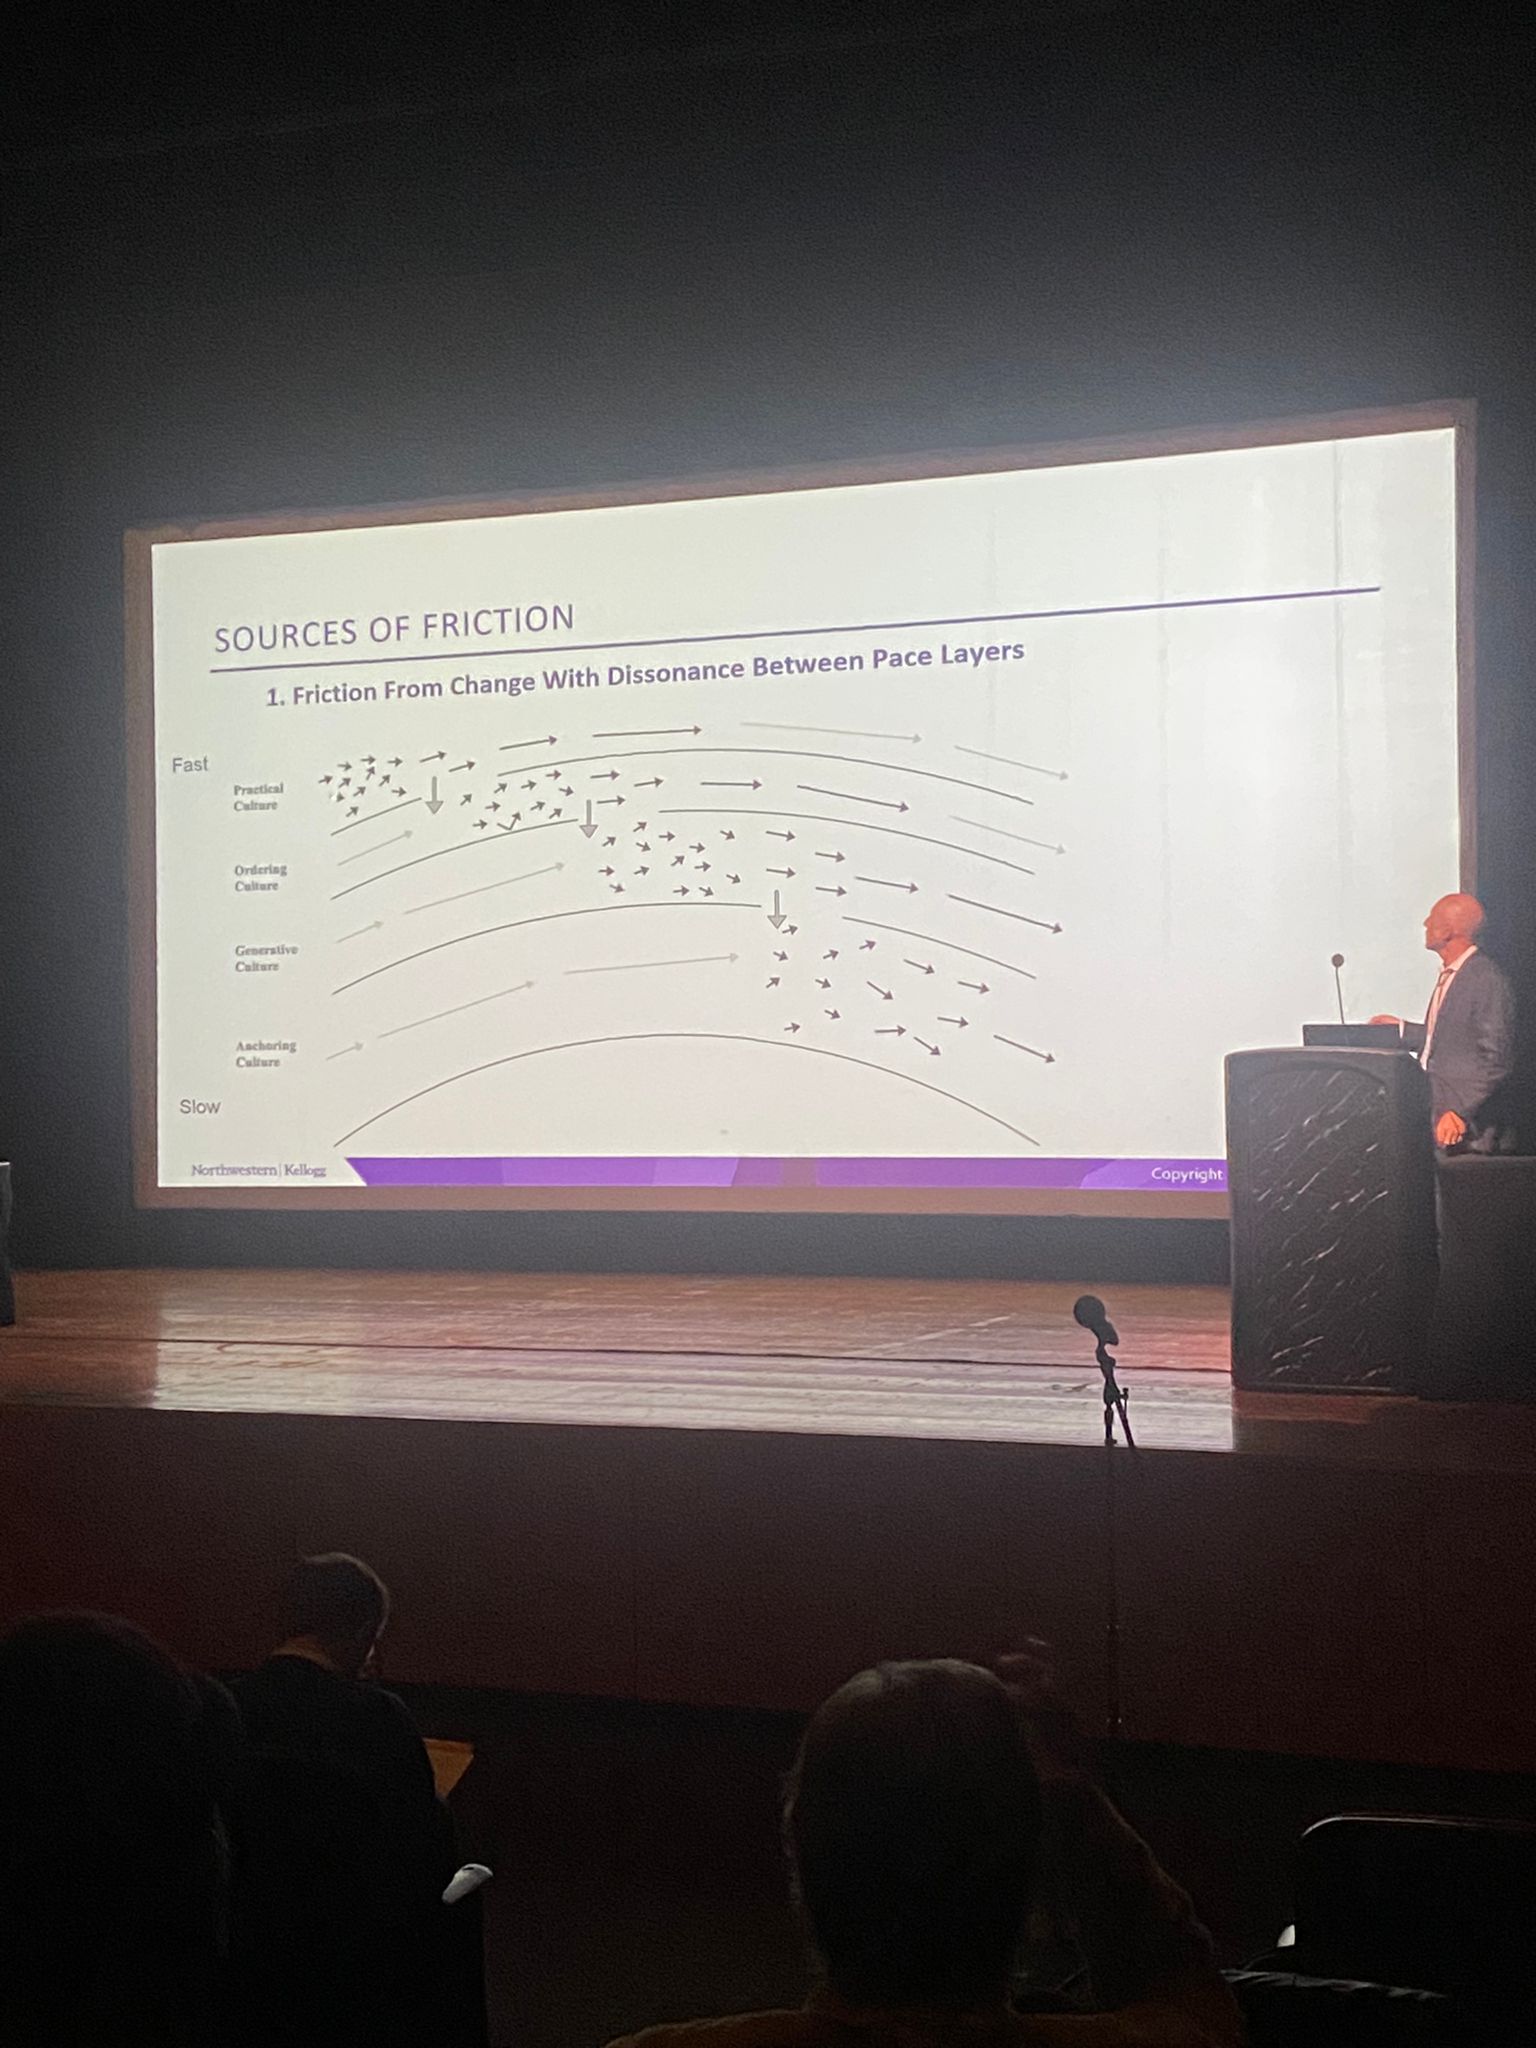 SOURCES OF FRICTION
1. Friction From Change With Dissonance Between Pace Layers
Fast
Practical
Culture
Ordering
Culture
Generative
Culture
Anchoring
Culture
Slow
Northwestern | Kellogg
Copyright